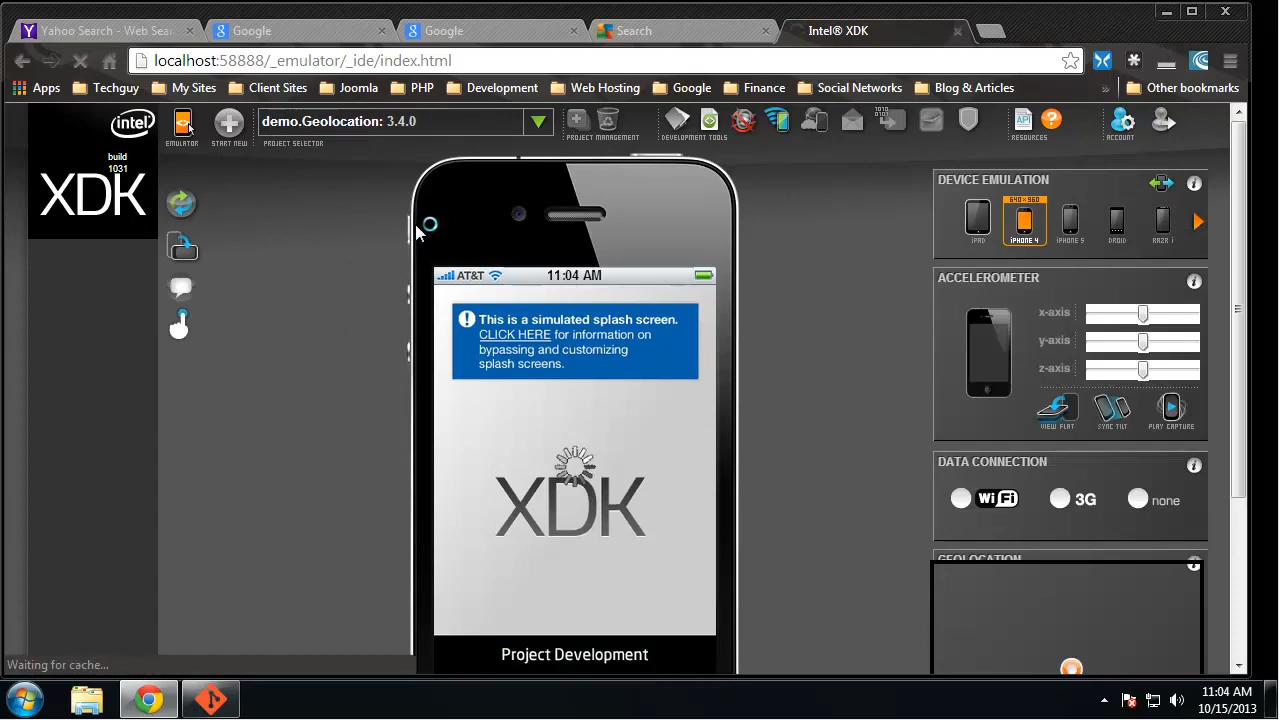 Yahoo Search - Web Sear
Google
Google
Search
Intel® XDK
localhost:58888/_emulator/_ide/index.html
Apps
Techguy
My Sites
Client Sites
Joomla
PHP
Development
Web Hosting
Google
Finance
Social Networks
Blog & Articles
»
Other bookmarks
intel
build
1031
XDK
EMULATOR
START NEW
demo.Geolocation: 3.4.0
PROJECT SELECTOR
PROJECT MANAGEMENT
DEVELOPMENT TOOLS
API
RESOURCES
ACCOUNT
AT&T
11:04 AM
This is a simulated splash screen.
CLICK HERE for information on
bypassing and customizing
splash screens.
XDK
Project Development
DEVICE EMULATION
640×960
iPAD
iPHONE 4
iPHONE 5
DROID
RAZR i
ACCELEROMETER
x-axis
y-axis
z-axis
VIEW FLAT
SYNC TILT
PLAY CAPTURE
DATA CONNECTION
WiFi
3G
none
GEOLOCATION
Waiting for cache...
11:04 AM
10/15/2013